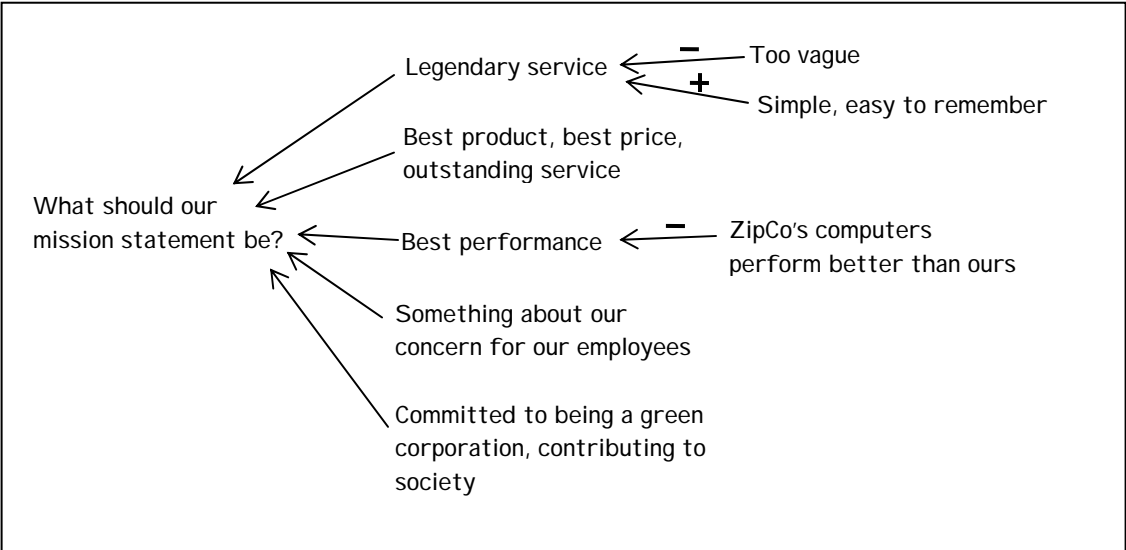 Legendary service
−
Too vague
+
Simple, easy to remember
Best product, best price,
outstanding service
What should our
mission statement be?
Best performance
−
ZipCo's computers
perform better than ours
Something about our
concern for our employees
Committed to being a green
corporation, contributing to
society